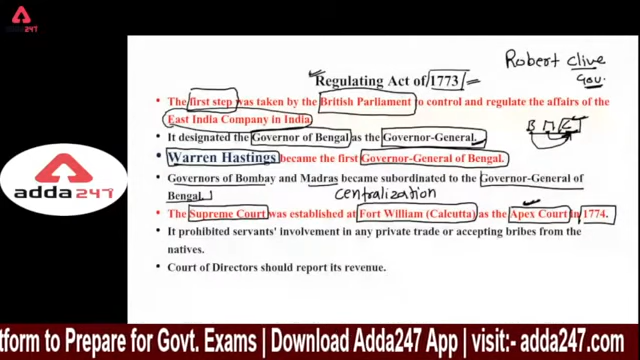 Adda247
Robert Clive
Gov.
Regulating Act of 1773
B M C
• The first step was taken by the British Parliament to control and regulate the affairs of the
East India Company in India.
• It designated the Governor of Bengal as the Governor-General.
• Warren Hastings became the first Governor-General of Bengal.
• Governors of Bombay and Madras became subordinated to the Governor-General of
Bengal.
centralization
• The Supreme Court was established at Fort William (Calcutta) as the Apex Court in 1774.
• It prohibited servants' involvement in any private trade or accepting bribes from the
natives.
• Court of Directors should report its revenue.
adda247
tform to Prepare for Govt. Exams | Download Adda247 App | visit:- adda247.com